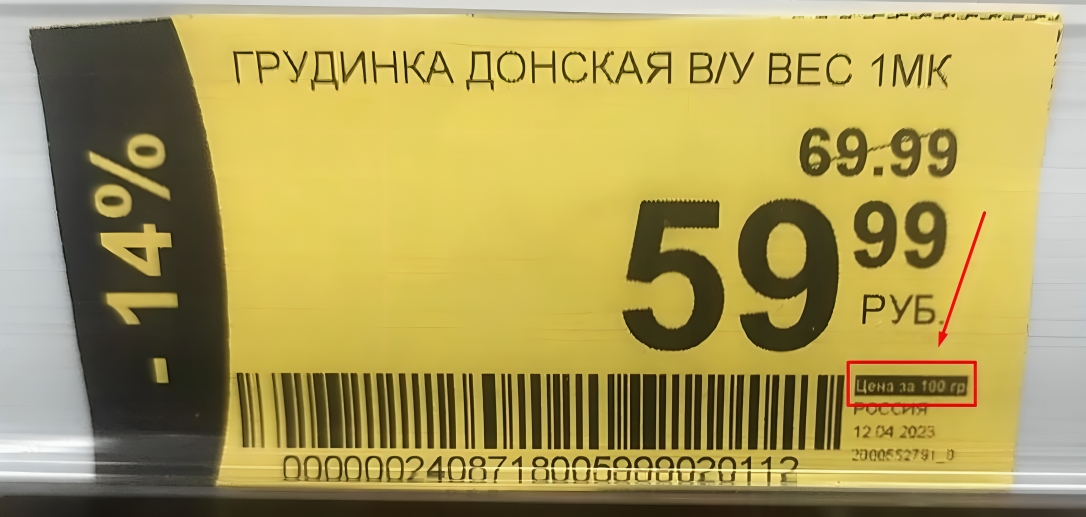 ГРУДИНКА ДОНСКАЯ В/У ВЕС 1МК
- 14%
69.99
59 99
РУБ.
Цена за 100 гр
РОССИЯ
12.04.2023
2000552791_0